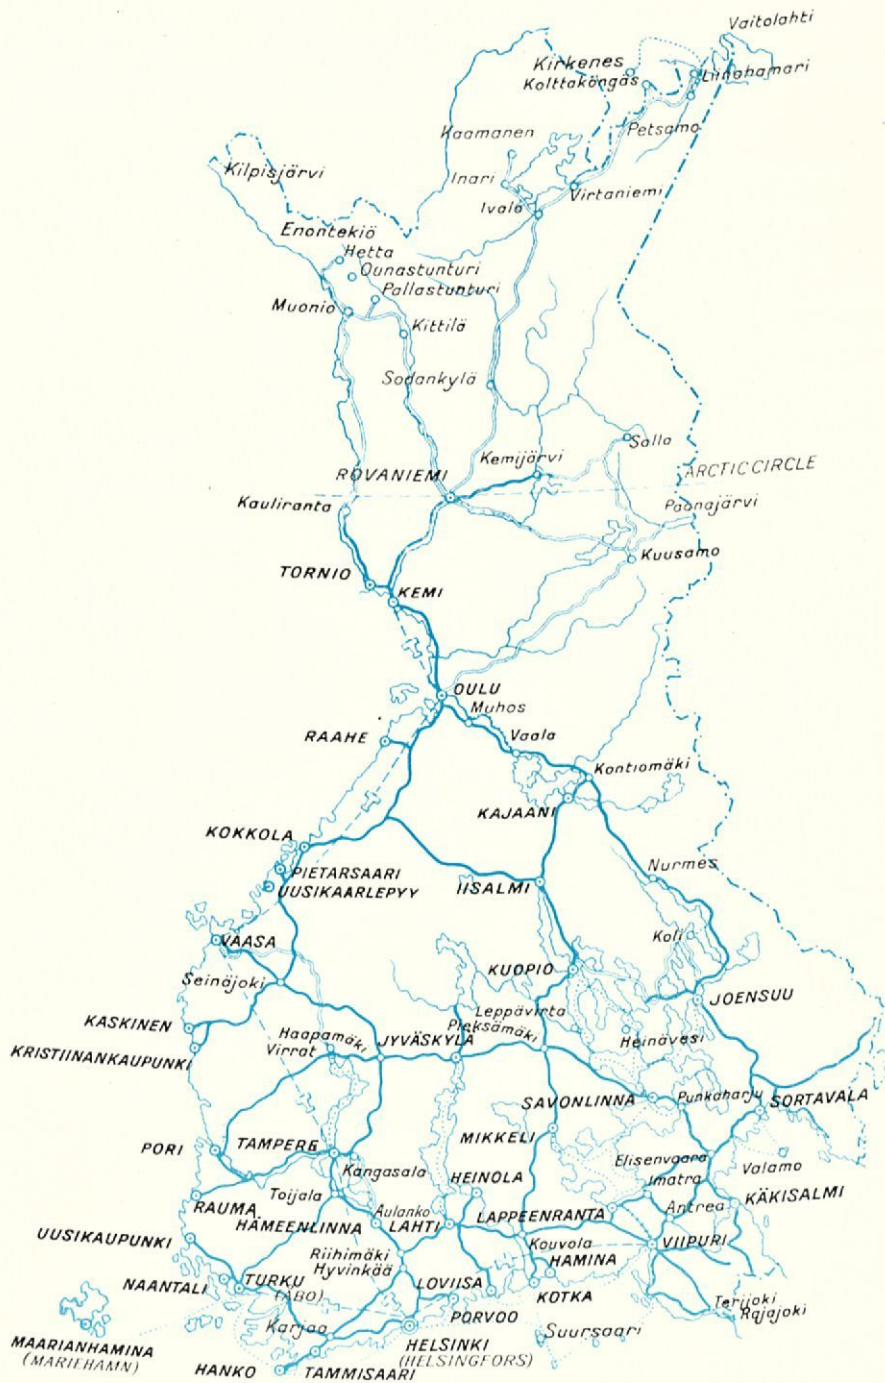 Vaitolahti
Kirkenes
Kolttaköngäs
Liinahamari
Petsamo
Kaamanen
Kilpisjärvi
Inari
Virtaniemi
Ivalo
Enontekiö
Hetta
Ounastunturi
Pallastunturi
Muonio
Kittilä
Sodankylä
Salla
Kemijärvi
ROVANIEMI
ARCTIC CIRCLE
Kauliranta
Paanajärvi
Kuusamo
TORNIO
KEMI
OULU
Muhos
RAAHE
Vaala
Kontiomäki
KAJAANI
KOKKOLA
PIETARSAARI
UUSIKAARLEPYY
IISALMI
Nurmes
VAASA
Koli
Seinäjoki
KUOPIO
JOENSUU
Leppävirta
KASKINEN
Haapamäki
Pieksämäki
Heinävesi
KRISTIINANKAUPUNKI
Virrat
JYVÄSKYLÄ
SAVONLINNA
Punkaharju
SORTAVALA
MIKKELI
PORI
TAMPERE
Elisenvaara
Valamo
Kangasala
HEINOLA
Imatra
RAUMA
Toijala
Aulanko
Antrea
KÄKISALMI
HÄMEENLINNA
LAHTI
LAPPEENRANTA
UUSIKAUPUNKI
Kouvola
VIIPURI
Riihimäki
Hyvinkää
HAMINA
NAANTALI
TURKU
(ÅBO)
LOVIISA
KOTKA
PORVOO
Terijoki
Rajajoki
Karjaa
Suursaari
MAARIANHAMINA
(MARIEHAMN)
HELSINKI
(HELSINGFORS)
HANKO
TAMMISAARI